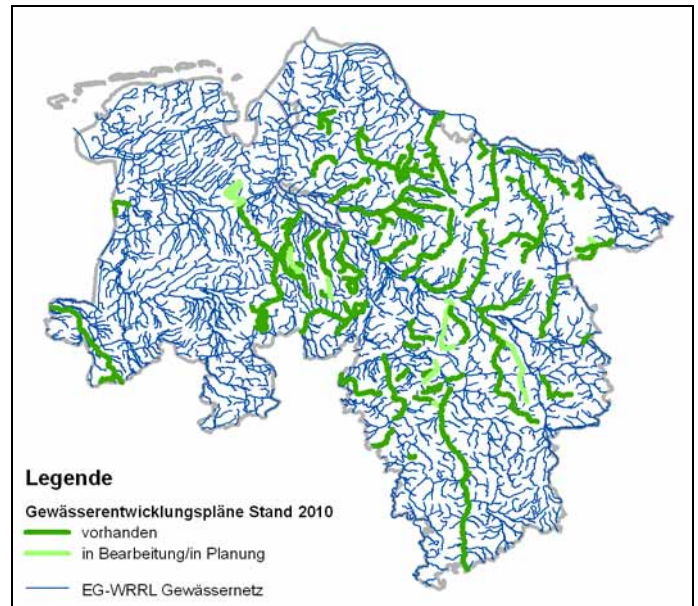 Legende
Gewässerentwicklungspläne Stand 2010
vorhanden
in Bearbeitung/in Planung
EG-WRRL Gewässernetz